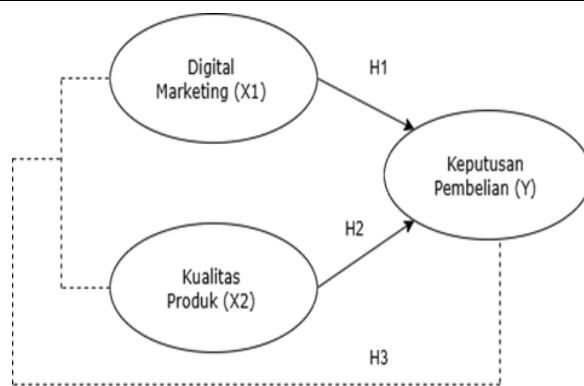 Digital
Marketing (X1)
H1
Keputusan
Pembelian (Y)
H2
Kualitas
Produk (X2)
H3